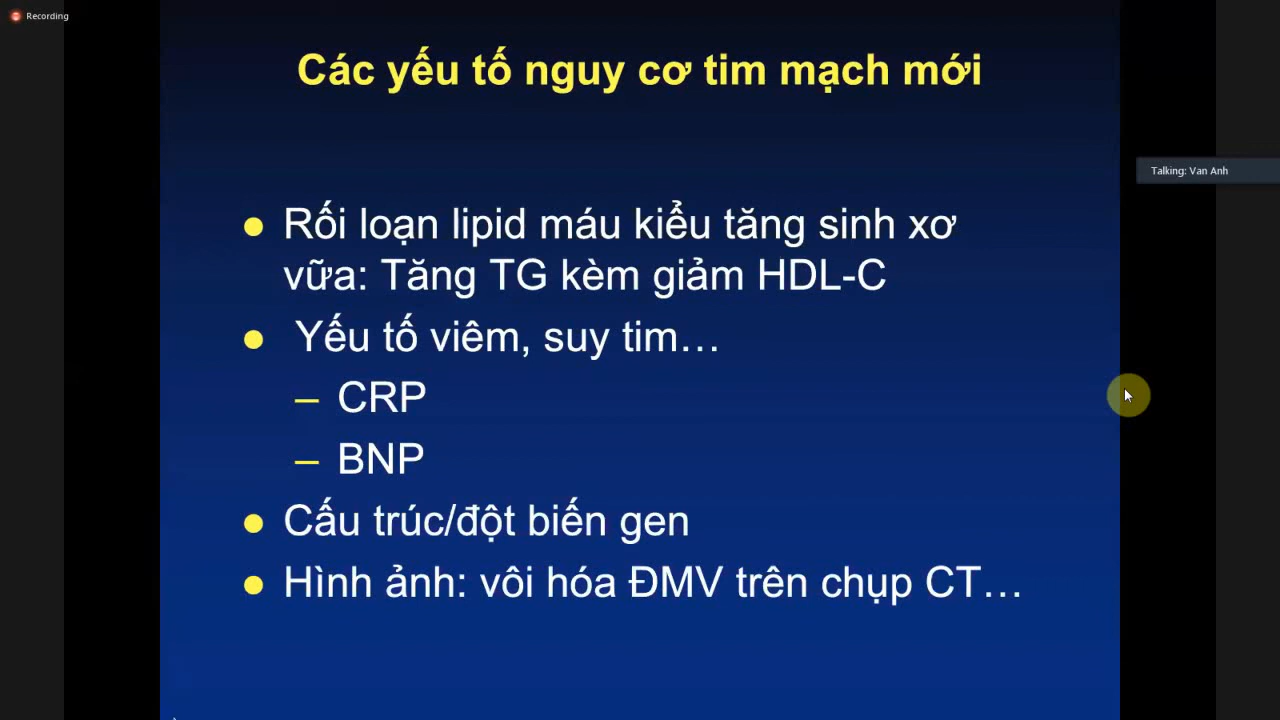 Recording
Các yếu tố nguy cơ tim mạch mới
Talking: Van Anh
● Rối loạn lipid máu kiểu tăng sinh xơ
vữa: Tăng TG kèm giảm HDL-C
● Yếu tố viêm, suy tim…
– CRP
– BNP
● Cấu trúc/đột biến gen
● Hình ảnh: vôi hóa ĐMV trên chụp CT…